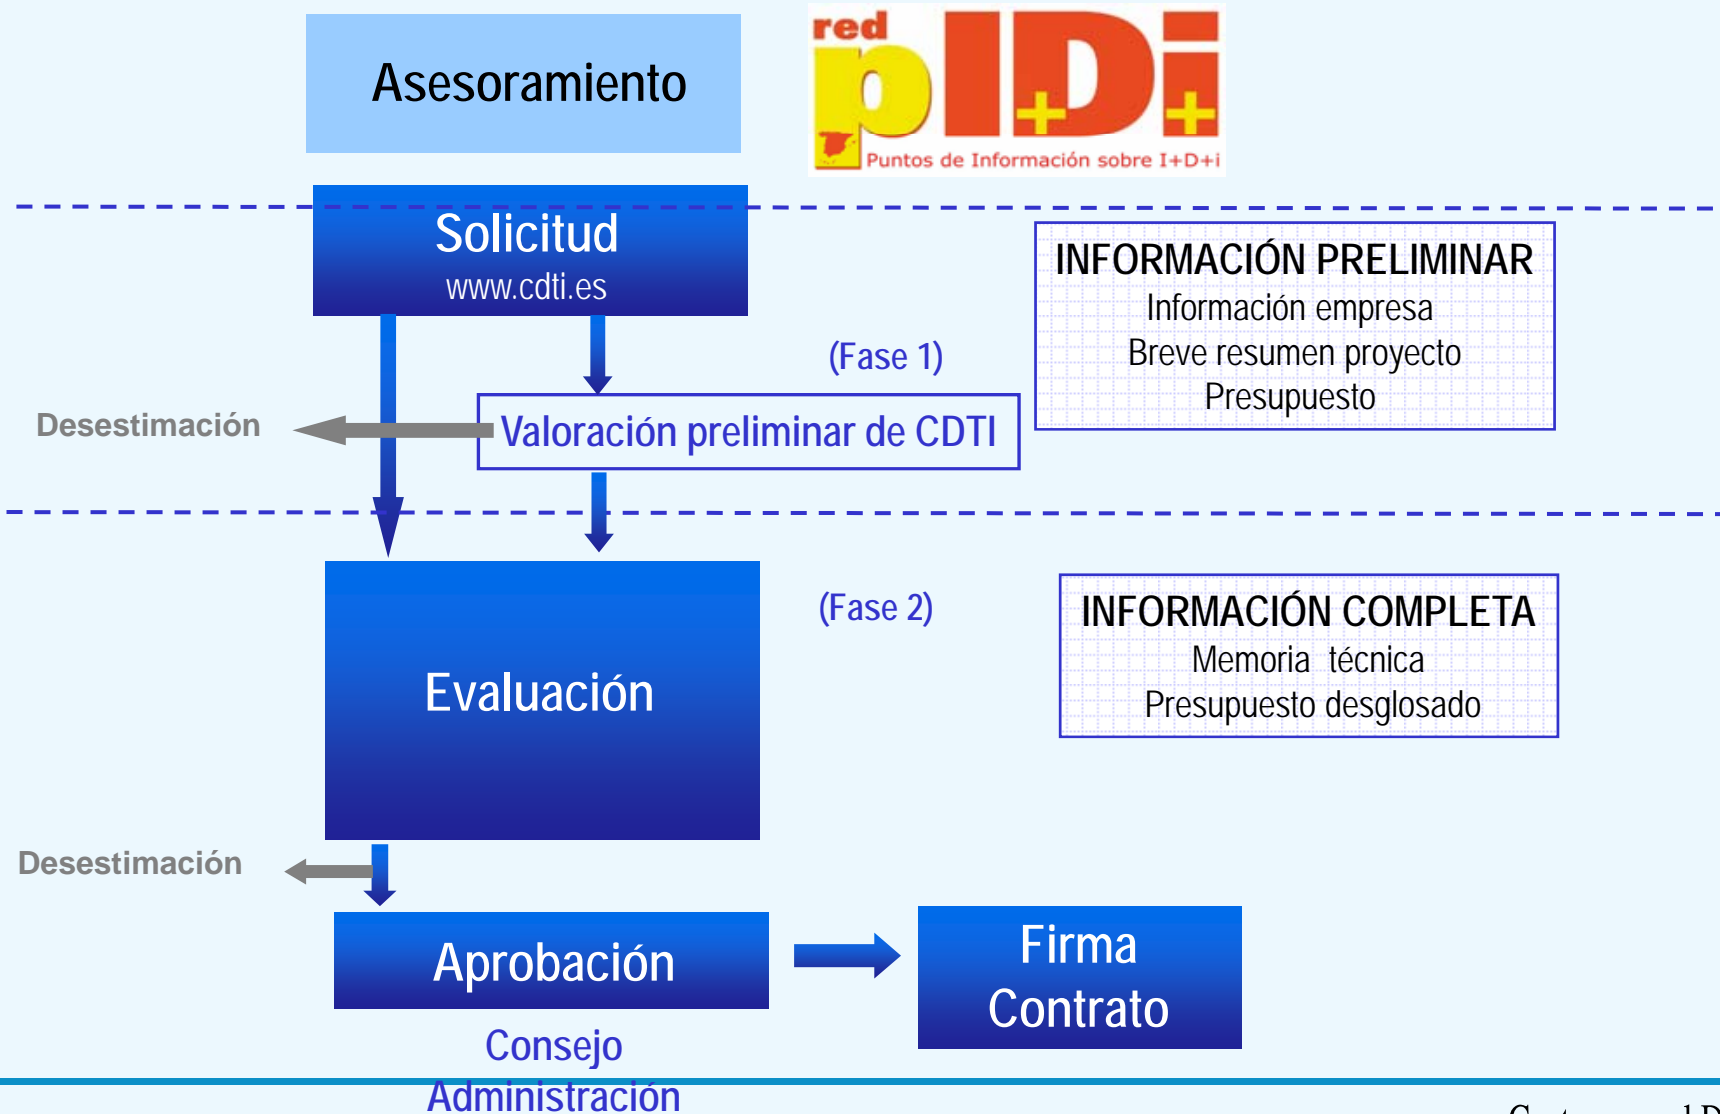 Asesoramiento
red
pI+D+i
Puntos de Información sobre I+D+i
Solicitud
www.cdti.es
INFORMACIÓN PRELIMINAR
Información empresa
Breve resumen proyecto
Presupuesto
(Fase 1)
Desestimación
Valoración preliminar de CDTI
(Fase 2)
INFORMACIÓN COMPLETA
Memoria técnica
Presupuesto desglosado
Evaluación
Desestimación
Aprobación
Firma
Contrato
Consejo
Administración